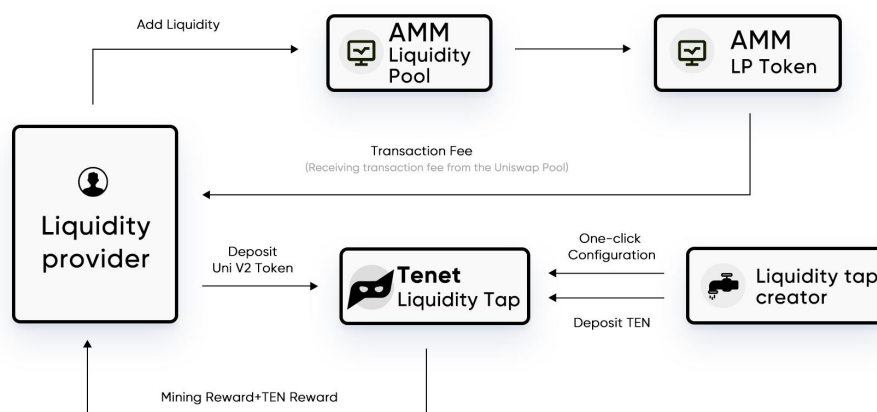 Add Liquidity
AMM
Liquidity
Pool
AMM
LP Token
Transaction Fee
(Receiving transaction fee from the Uniswap Pool)
Liquidity
provider
Deposit
Uni V2 Token
Tenet
Liquidity Tap
One-click
Configuration
Deposit TEN
Liquidity tap
creator
Mining Reward+TEN Reward